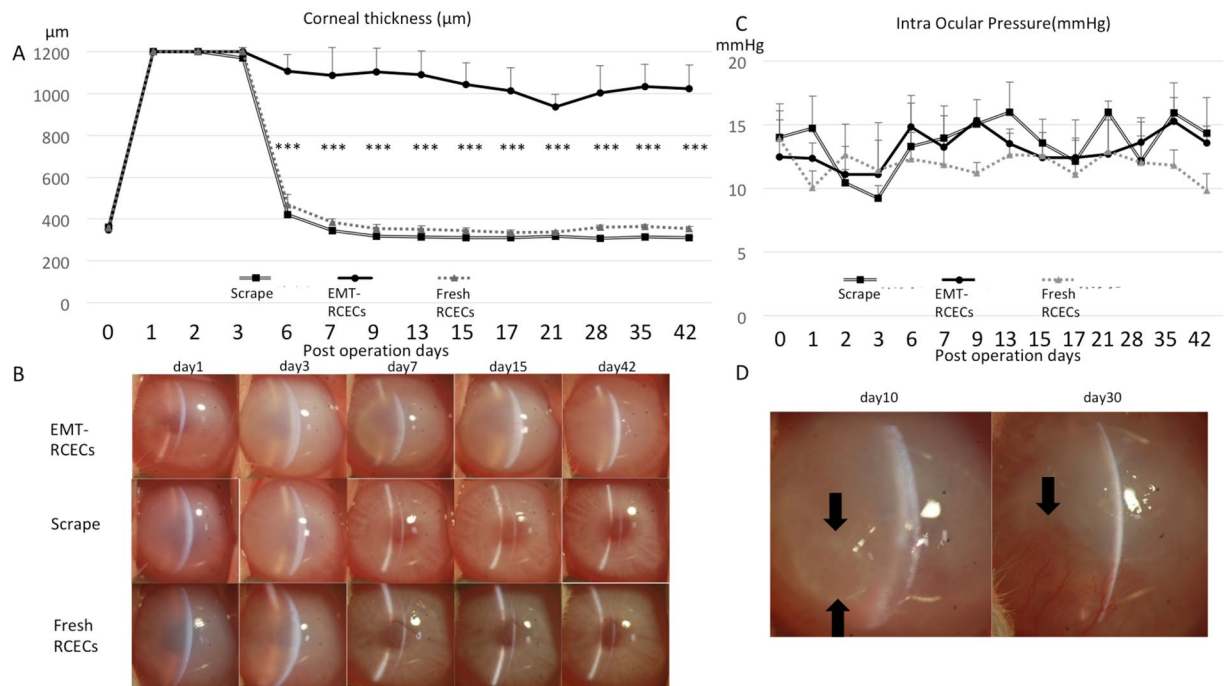 Corneal thickness (μm)
A
μm
1200
1000
800
600
400
200
0
***
***
***
***
***
***
***
***
***
Scrape
EMT-
RCECs
Fresh
RCECs
0 1 2 3 6 7 9 13 15 17 21 28 35 42
Post operation days
C
Intra Ocular Pressure(mmHg)
mmHg
20
15
10
5
0
Scrape
EMT-
RCECs
Fresh
RCECs
0 1 2 3 6 7 9 13 15 17 21 28 35 42
Post operation days
B
day1 day3 day7 day15 day42
EMT-
RCECs
Scrape
Fresh
RCECs
D
day10 day30